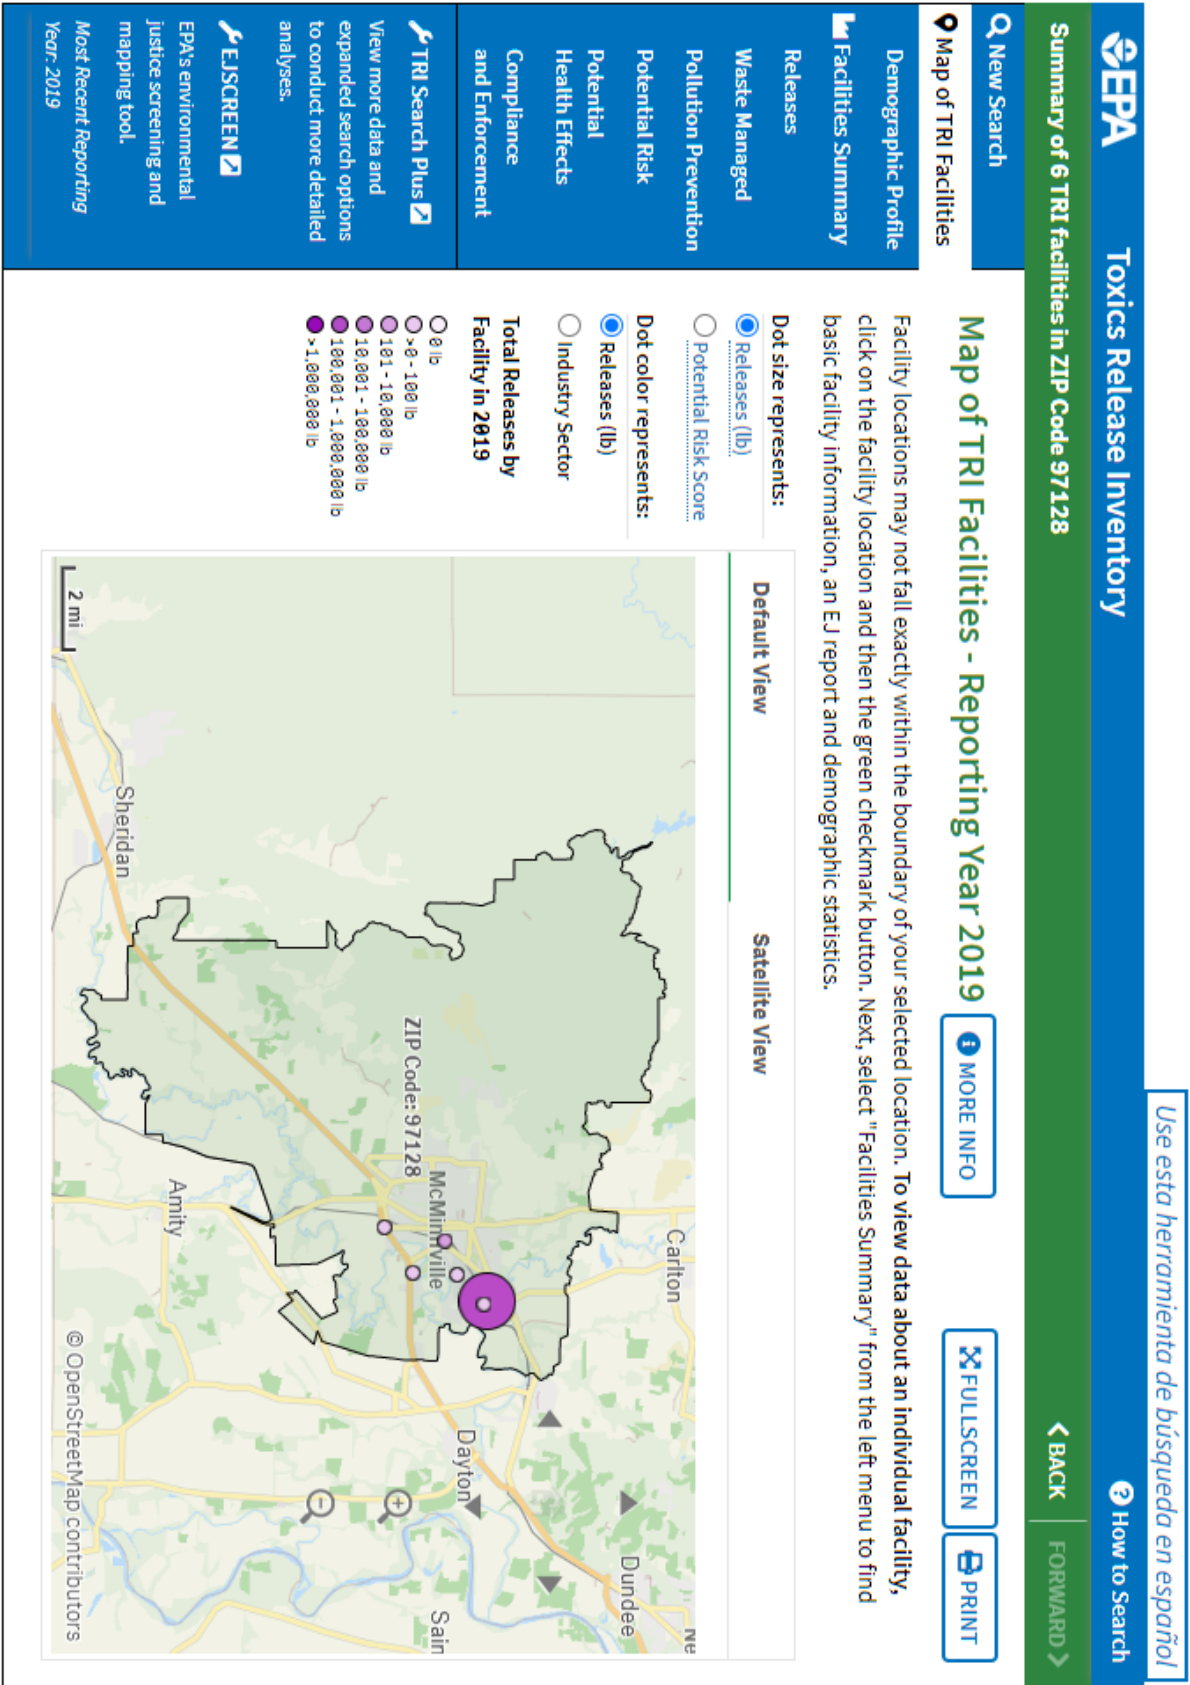 Use esta herramienta de búsqueda en español
EPA
Toxics Release Inventory
How to Search
Summary of 6 TRI facilities in ZIP Code 97128
BACK
FORWARD
New Search
Map of TRI Facilities
Demographic Profile
Facilities Summary
Releases
Waste Managed
Pollution Prevention
Potential Risk
Potential
Health Effects
Compliance
and Enforcement
TRI Search Plus
View more data and
expanded search options
to conduct more detailed
analyses.
EJSCREEN
EPA's environmental
justice screening and
mapping tool.
Most Recent Reporting
Year: 2019
Map of TRI Facilities - Reporting Year 2019
MORE INFO
FULLSCREEN
PRINT
Facility locations may not fall exactly within the boundary of your selected location. To view data about an individual facility,
click on the facility location and then the green checkmark button. Next, select "Facilities Summary" from the left menu to find
basic facility information, an EJ report and demographic statistics.
Dot size represents:
Releases (lb)
Potential Risk Score
Dot color represents:
Releases (lb)
Industry Sector
Total Releases by
Facility in 2019
0 lb
>0 - 100 lb
101 - 10,000 lb
10,001 - 100,000 lb
100,001 - 1,000,000 lb
>1,000,000 lb
Default View
Satellite View
Carlton
Ne
Dundee
McMinnville
Dayton
ZIP Code: 97128
Sain
Amity
Sheridan
2 mi
© OpenStreetMap contributors